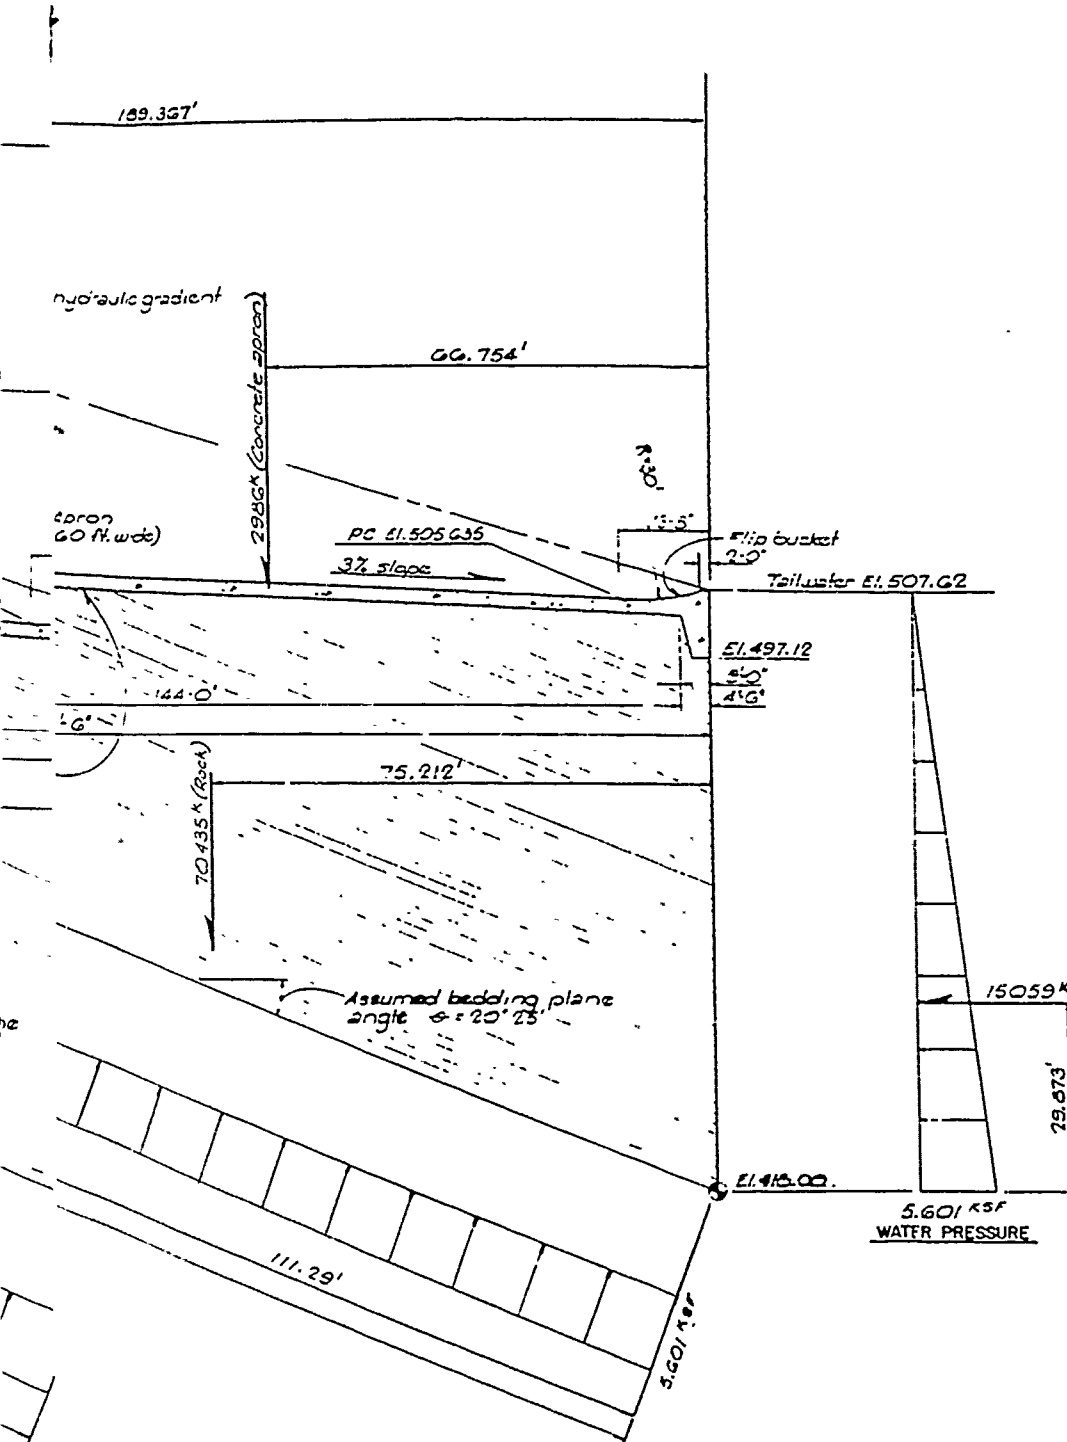 189.367'
hydraulic gradient
2986ᴷ (Concrete apron)
66.754'
apron
60 ft. wide)
PC El. 505.635
3% slope
R=30'
Flip bucket
2'-0"
Tailwater El. 507.62
El. 497.12
144'-0"
4'-6"
75.212'
70435ᴷ (Rock)
Assumed bedding plane
angle θ = 20° 25'
15059ᴷ
29.873'
El. 418.00
5.601 KSF
WATER PRESSURE
111.29'
5.601 KSF